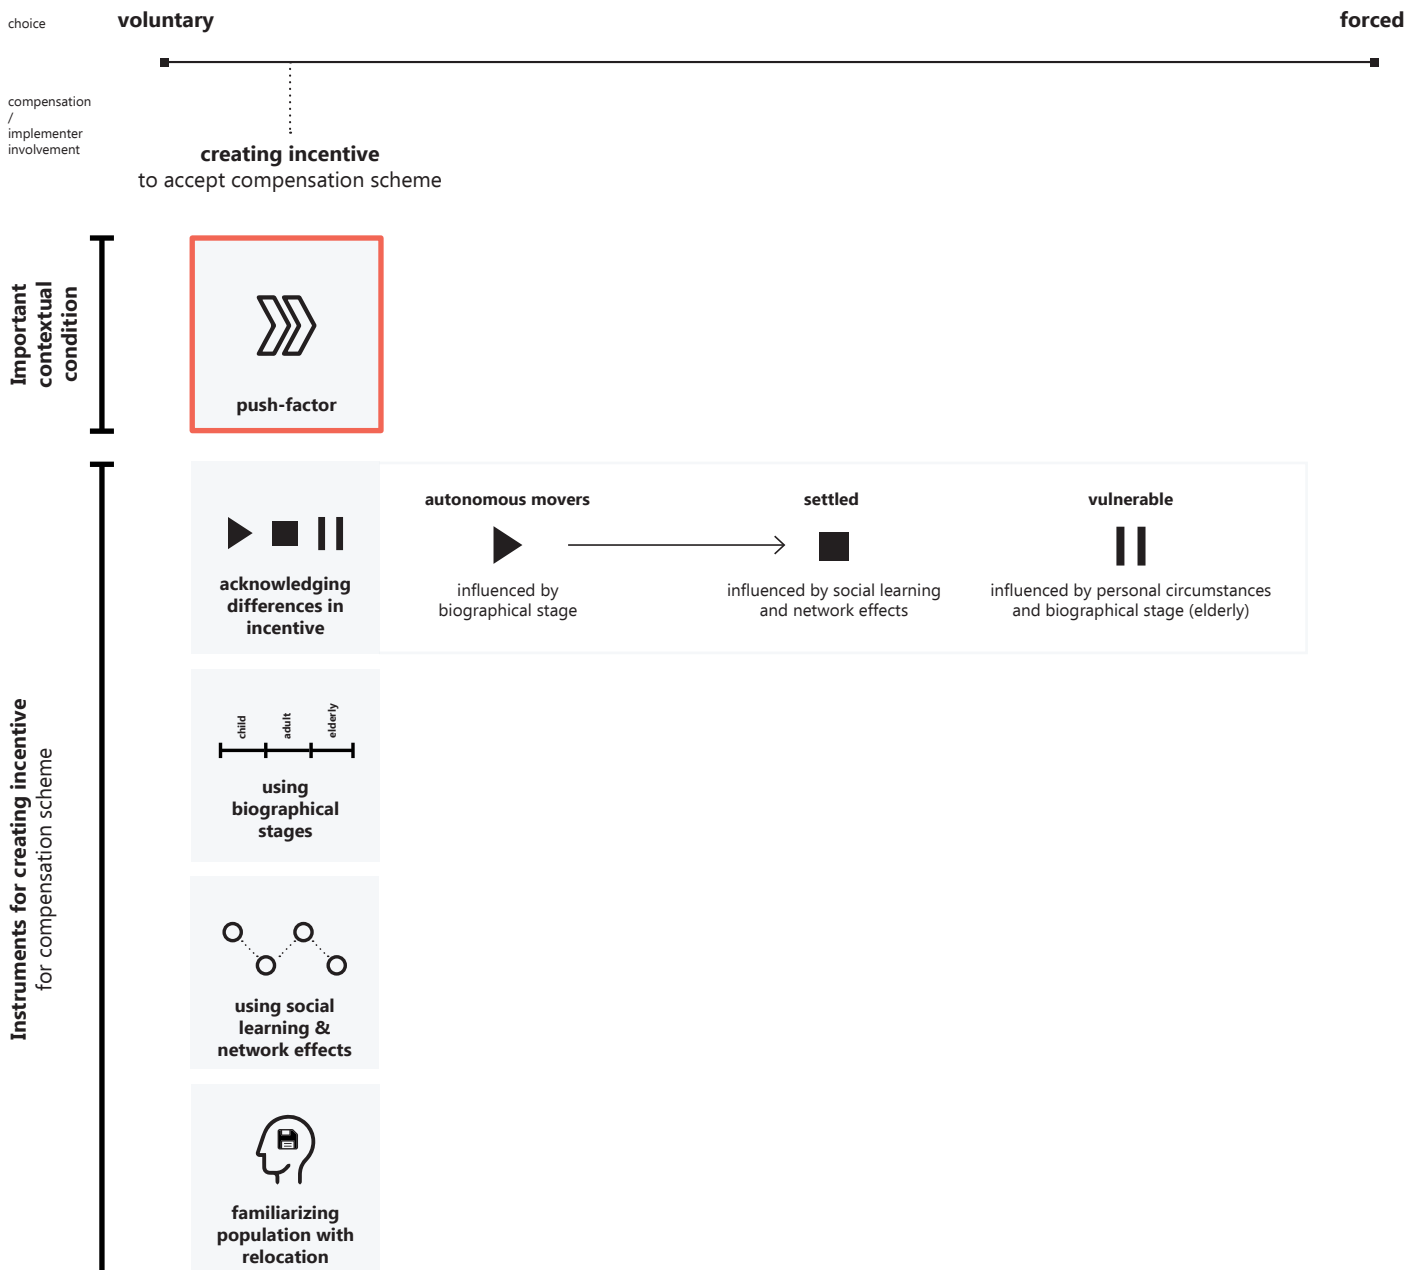 choice
voluntary
forced
compensation
/
implementer
involvement
creating incentive
to accept compensation scheme
Important
contextual
condition
push-factor
Instruments for creating incentive
for compensation scheme
acknowledging
differences in
incentive
autonomous movers
influenced by
biographical stage
settled
influenced by social learning
and network effects
vulnerable
influenced by personal circumstances
and biographical stage (elderly)
child
adult
elderly
using
biographical
stages
using social
learning &
network effects
familiarizing
population with
relocation